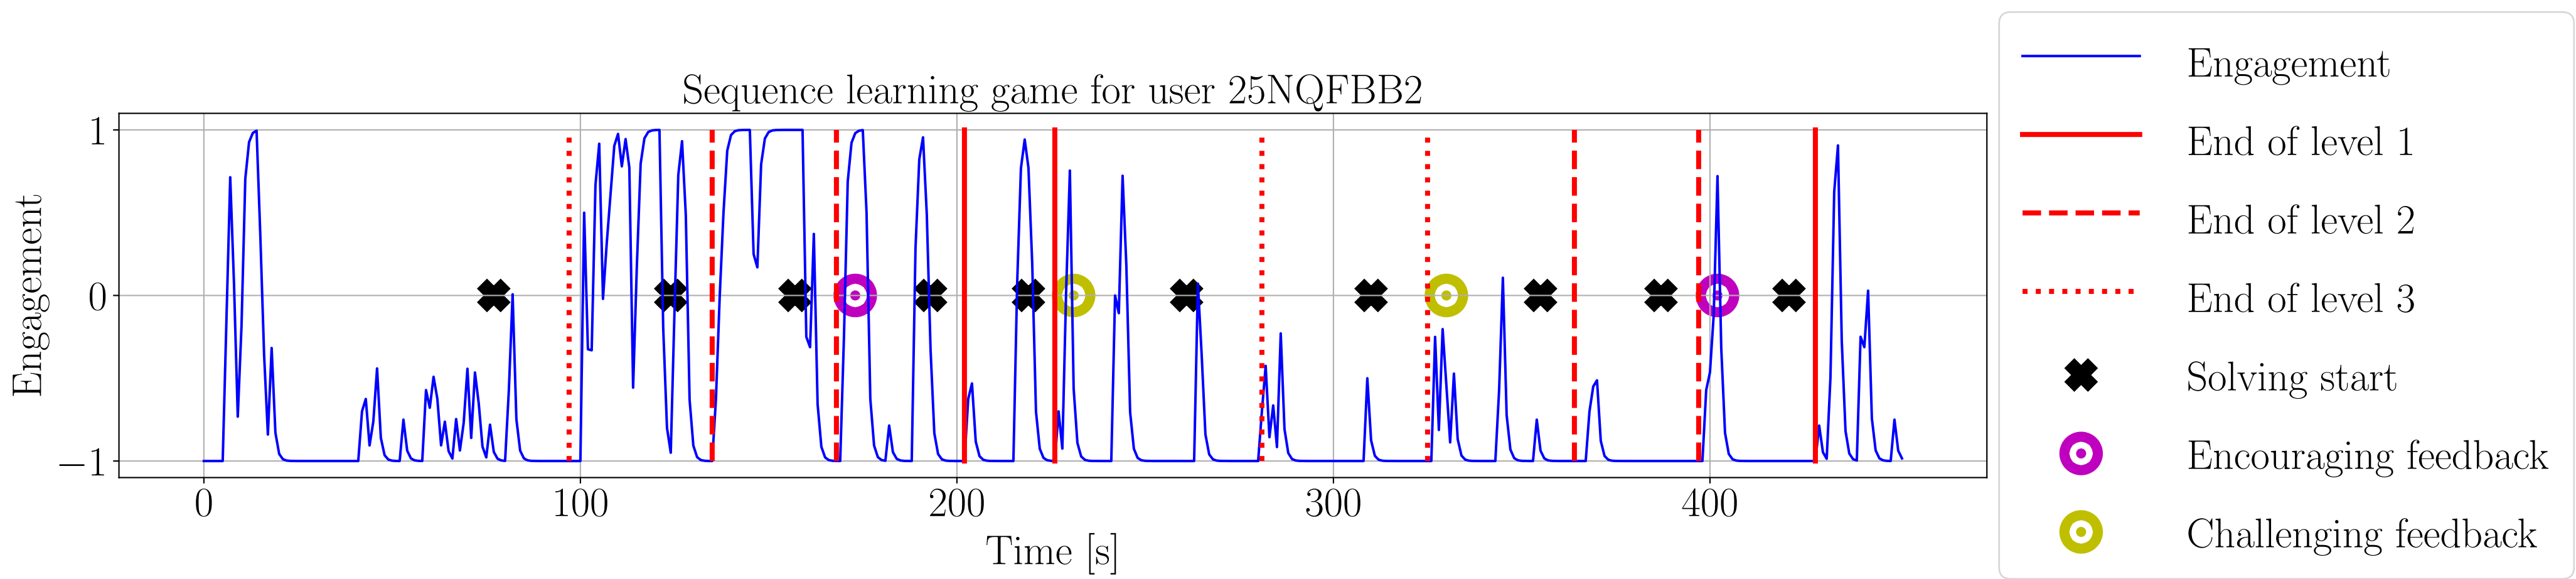 Sequence learning game for user 25NQFBB2
Engagement
1
0
−1
0
100
200
300
400
Time [s]
Engagement
End of level 1
End of level 2
End of level 3
Solving start
Encouraging feedback
Challenging feedback